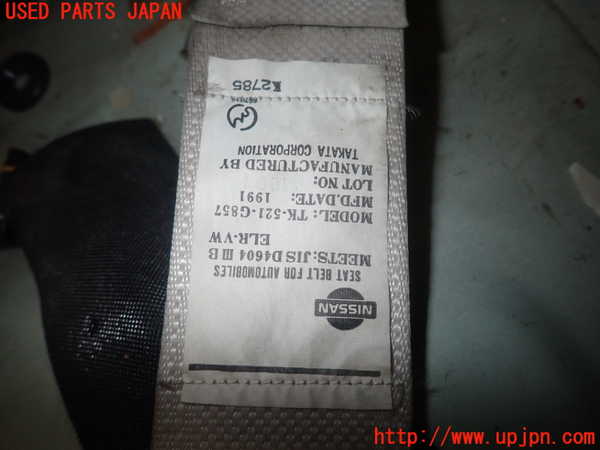 USED PARTS JAPAN
NISSAN
SEAT BELT FOR AUTOMOBILES
MEETS: JIS D4604 III B
ELR-VW
MODEL: TK-521-G857
MFD.DATE: 1991
LOT NO:
MANUFACTURED BY
TAKATA CORPORATION
K2785
http://www.upjpn.com/